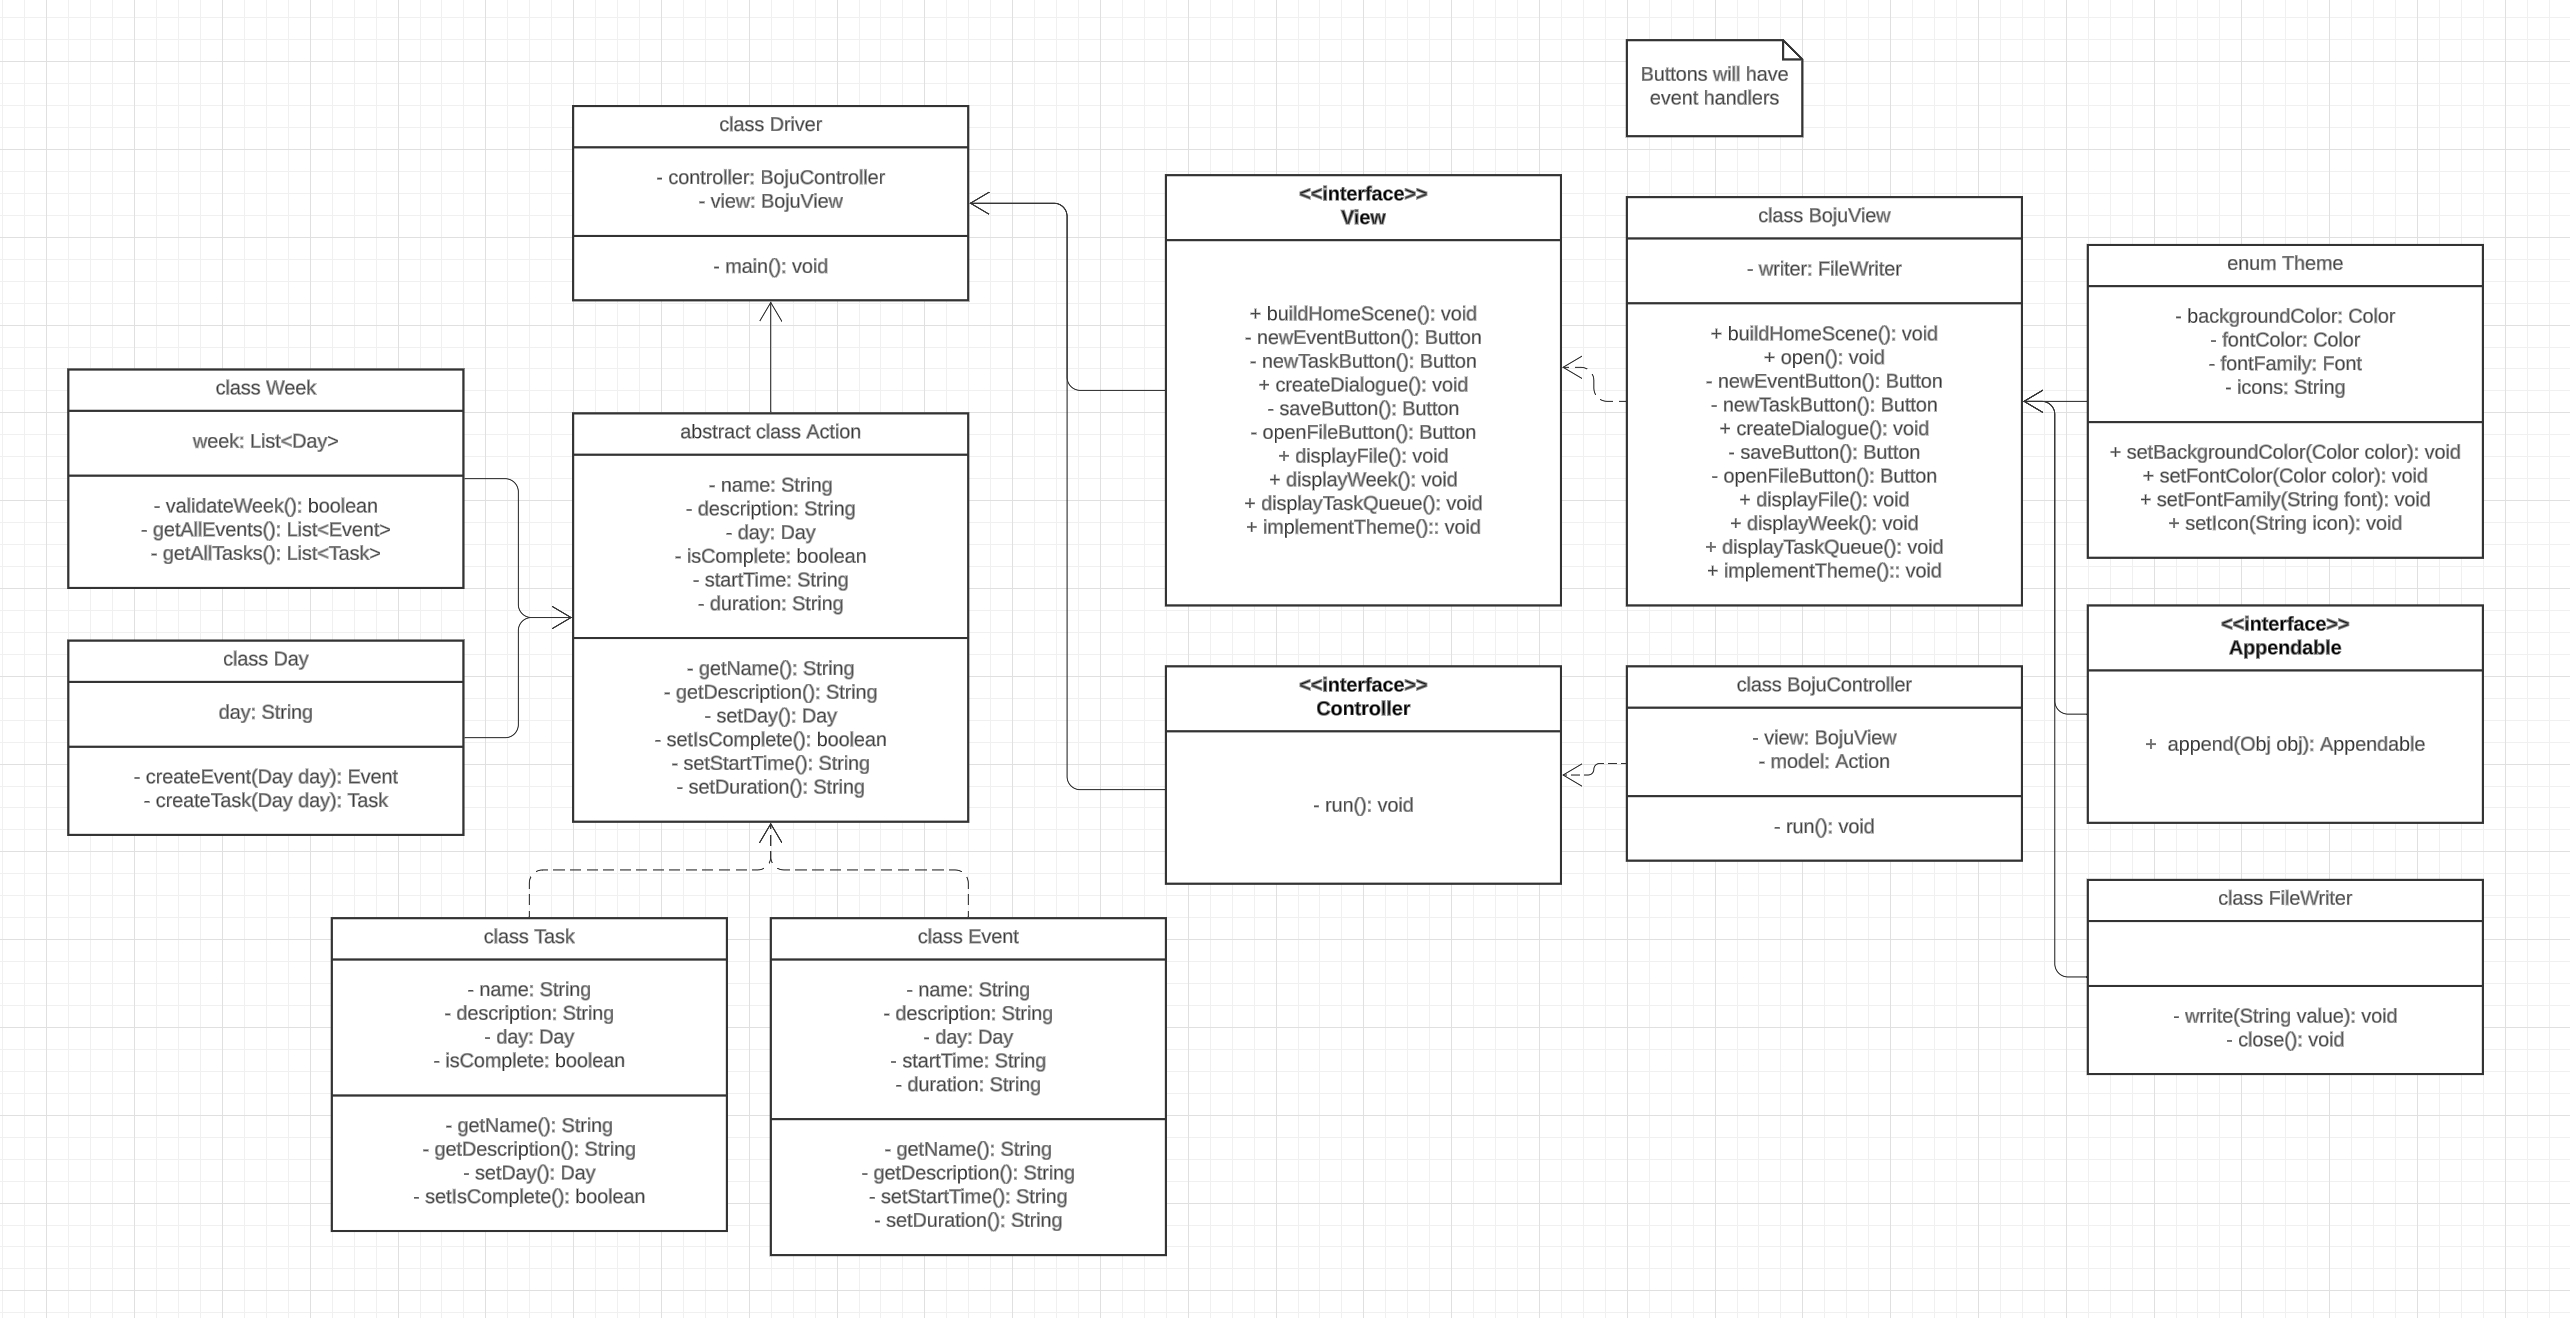 Buttons will have
event handlers
class Driver
- controller: BojuController
- view: BojuView
- main(): void
<<interface>>
View
+ buildHomeScene(): void
- newEventButton(): Button
- newTaskButton(): Button
+ createDialogue(): void
- saveButton(): Button
- openFileButton(): Button
+ displayFile(): void
+ displayWeek(): void
+ displayTaskQueue(): void
+ implementTheme():: void
class BojuView
- writer: FileWriter
+ buildHomeScene(): void
+ open(): void
- newEventButton(): Button
- newTaskButton(): Button
+ createDialogue(): void
- saveButton(): Button
- openFileButton(): Button
+ displayFile(): void
+ displayWeek(): void
+ displayTaskQueue(): void
+ implementTheme():: void
enum Theme
- backgroundColor: Color
- fontColor: Color
- fontFamily: Font
- icons: String
+ setBackgroundColor(Color color): void
+ setFontColor(Color color): void
+ setFontFamily(String font): void
+ setIcon(String icon): void
class Week
week: List<Day>
- validateWeek(): boolean
- getAllEvents(): List<Event>
- getAllTasks(): List<Task>
abstract class Action
- name: String
- description: String
- day: Day
- isComplete: boolean
- startTime: String
- duration: String
- getName(): String
- getDescription(): String
- setDay(): Day
- setIsComplete(): boolean
- setStartTime(): String
- setDuration(): String
class Day
day: String
- createEvent(Day day): Event
- createTask(Day day): Task
<<interface>>
Controller
- run(): void
class BojuController
- view: BojuView
- model: Action
- run(): void
<<interface>>
Appendable
+  append(Obj obj): Appendable
class FileWriter
- wrrite(String value): void
- close(): void
class Task
- name: String
- description: String
- day: Day
- isComplete: boolean
- getName(): String
- getDescription(): String
- setDay(): Day
- setIsComplete(): boolean
class Event
- name: String
- description: String
- day: Day
- startTime: String
- duration: String
- getName(): String
- getDescription(): String
- setStartTime(): String
- setDuration(): String